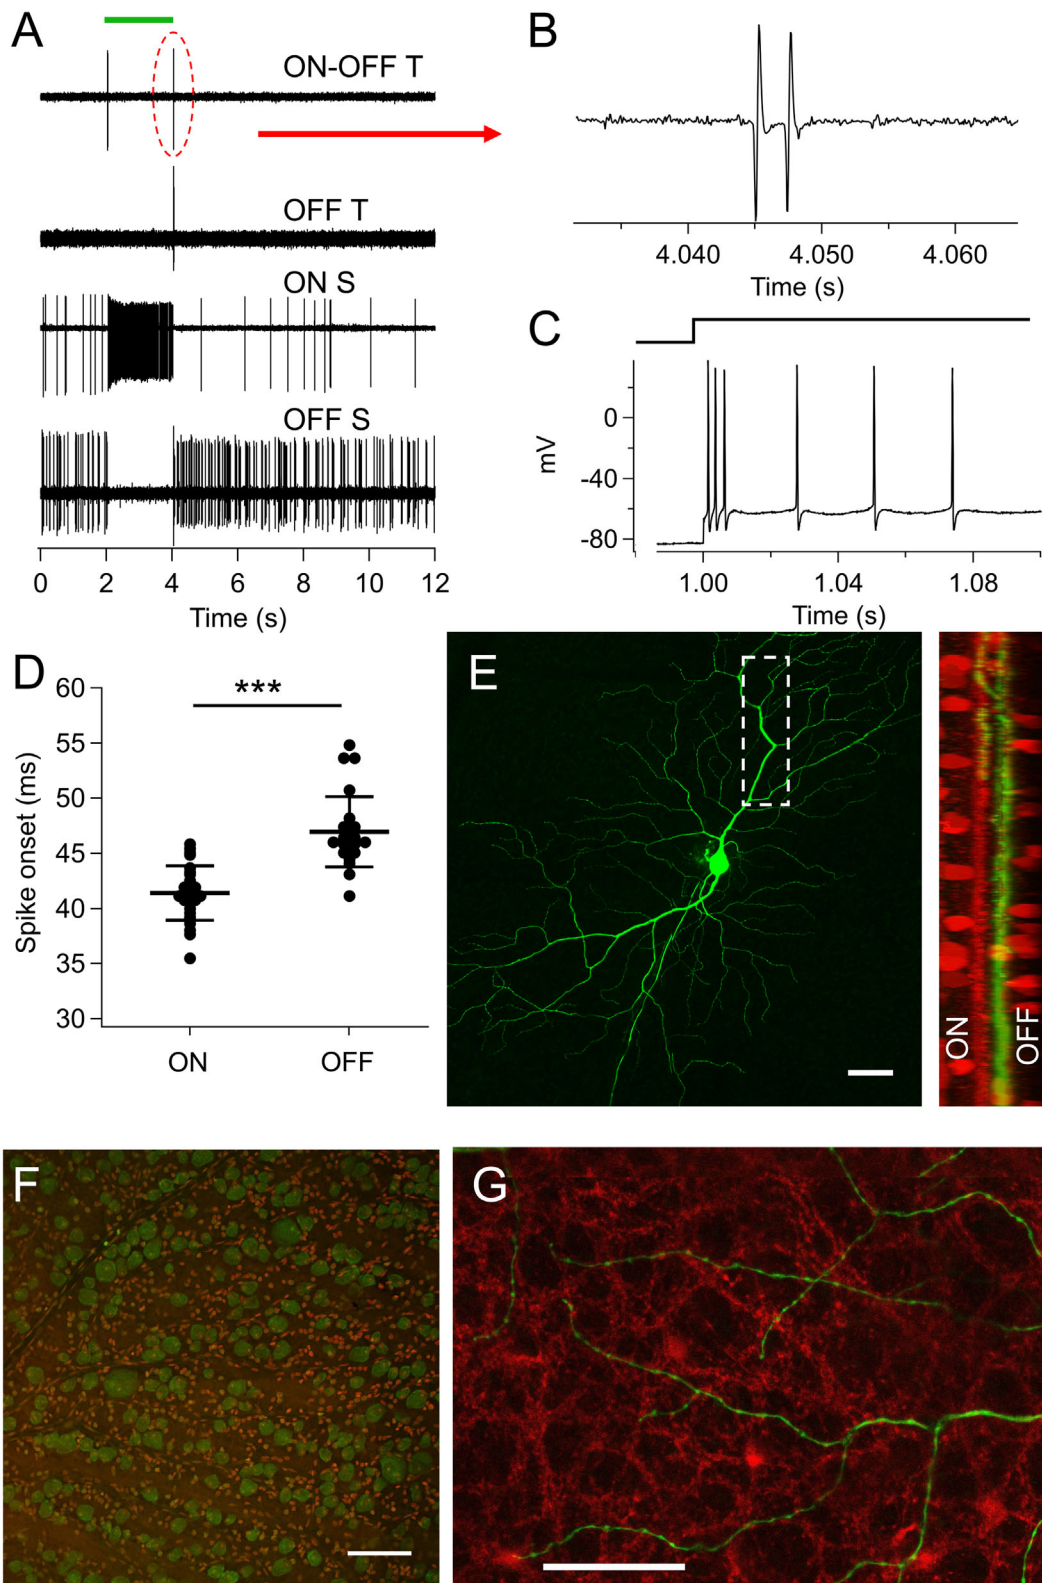 A
ON-OFF T
OFF T
ON S
OFF S
0 2 4 6 8 10 12
Time (s)
B
4.040 4.050 4.060
Time (s)
C
0
-40
-80
mV
1.00 1.04 1.08
Time (s)
D
60
55
50
45
40
35
30
Spike onset (ms)
***
ON OFF
E
ON
OFF
F
G